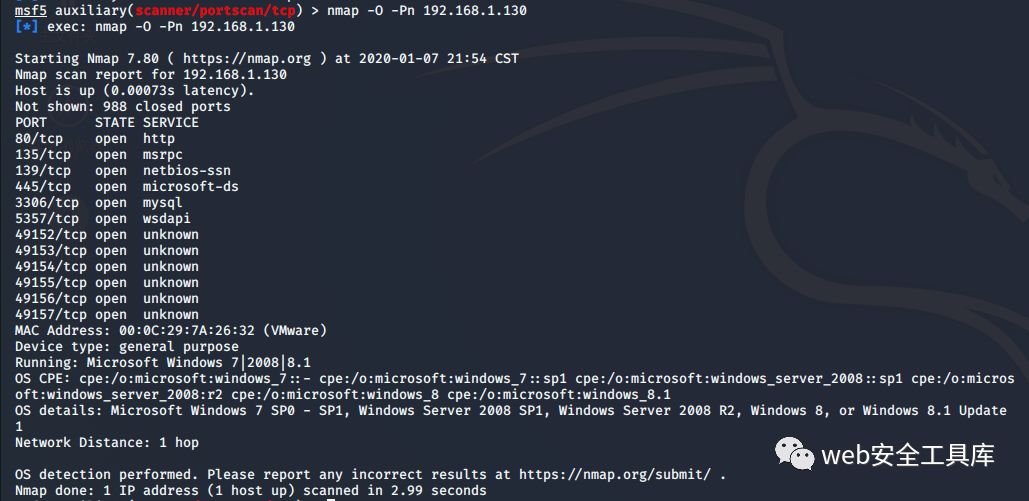 msf5 auxiliary(scanner/portscan/tcp) > nmap -O -Pn 192.168.1.130
[*] exec: nmap -O -Pn 192.168.1.130
Starting Nmap 7.80 ( https://nmap.org ) at 2020-01-07 21:54 CST
Nmap scan report for 192.168.1.130
Host is up (0.00073s latency).
Not shown: 988 closed ports
PORT      STATE SERVICE
80/tcp    open  http
135/tcp   open  msrpc
139/tcp   open  netbios-ssn
445/tcp   open  microsoft-ds
3306/tcp  open  mysql
5357/tcp  open  wsdapi
49152/tcp open  unknown
49153/tcp open  unknown
49154/tcp open  unknown
49155/tcp open  unknown
49156/tcp open  unknown
49157/tcp open  unknown
MAC Address: 00:0C:29:7A:26:32 (VMware)
Device type: general purpose
Running: Microsoft Windows 7|2008|8.1
OS CPE: cpe:/o:microsoft:windows_7::- cpe:/o:microsoft:windows_7::sp1 cpe:/o:microsoft:windows_server_2008::sp1 cpe:/o:micros
oft:windows_server_2008:r2 cpe:/o:microsoft:windows_8 cpe:/o:microsoft:windows_8.1
OS details: Microsoft Windows 7 SP0 - SP1, Windows Server 2008 SP1, Windows Server 2008 R2, Windows 8, or Windows 8.1 Update
1
Network Distance: 1 hop
OS detection performed. Please report any incorrect results at https://nmap.org/submit/ .
Nmap done: 1 IP address (1 host up) scanned in 2.99 seconds
web安全工具库